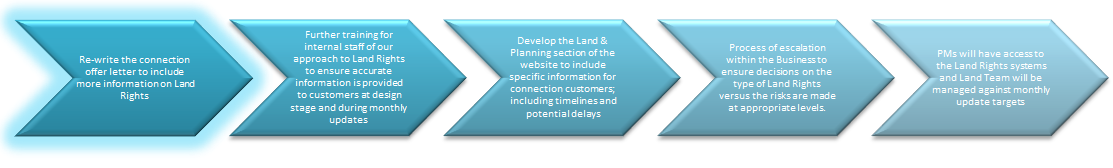 Re-write the connection
offer letter to include
more information on Land
Rights
Further training for
internal staff of our
approach to Land Rights
to ensure accurate
information is provided
to customers at design
stage and during monthly
updates
Develop the Land &
Planning section of the
website to include
specific information for
connection customers;
including timelines and
potential delays
Process of escalation
within the Business to
ensure decisions on the
type of Land Rights
versus the risks are made
at appropriate levels.
PMs will have access to
the Land Rights systems
and Land Team will be
managed against monthly
update targets